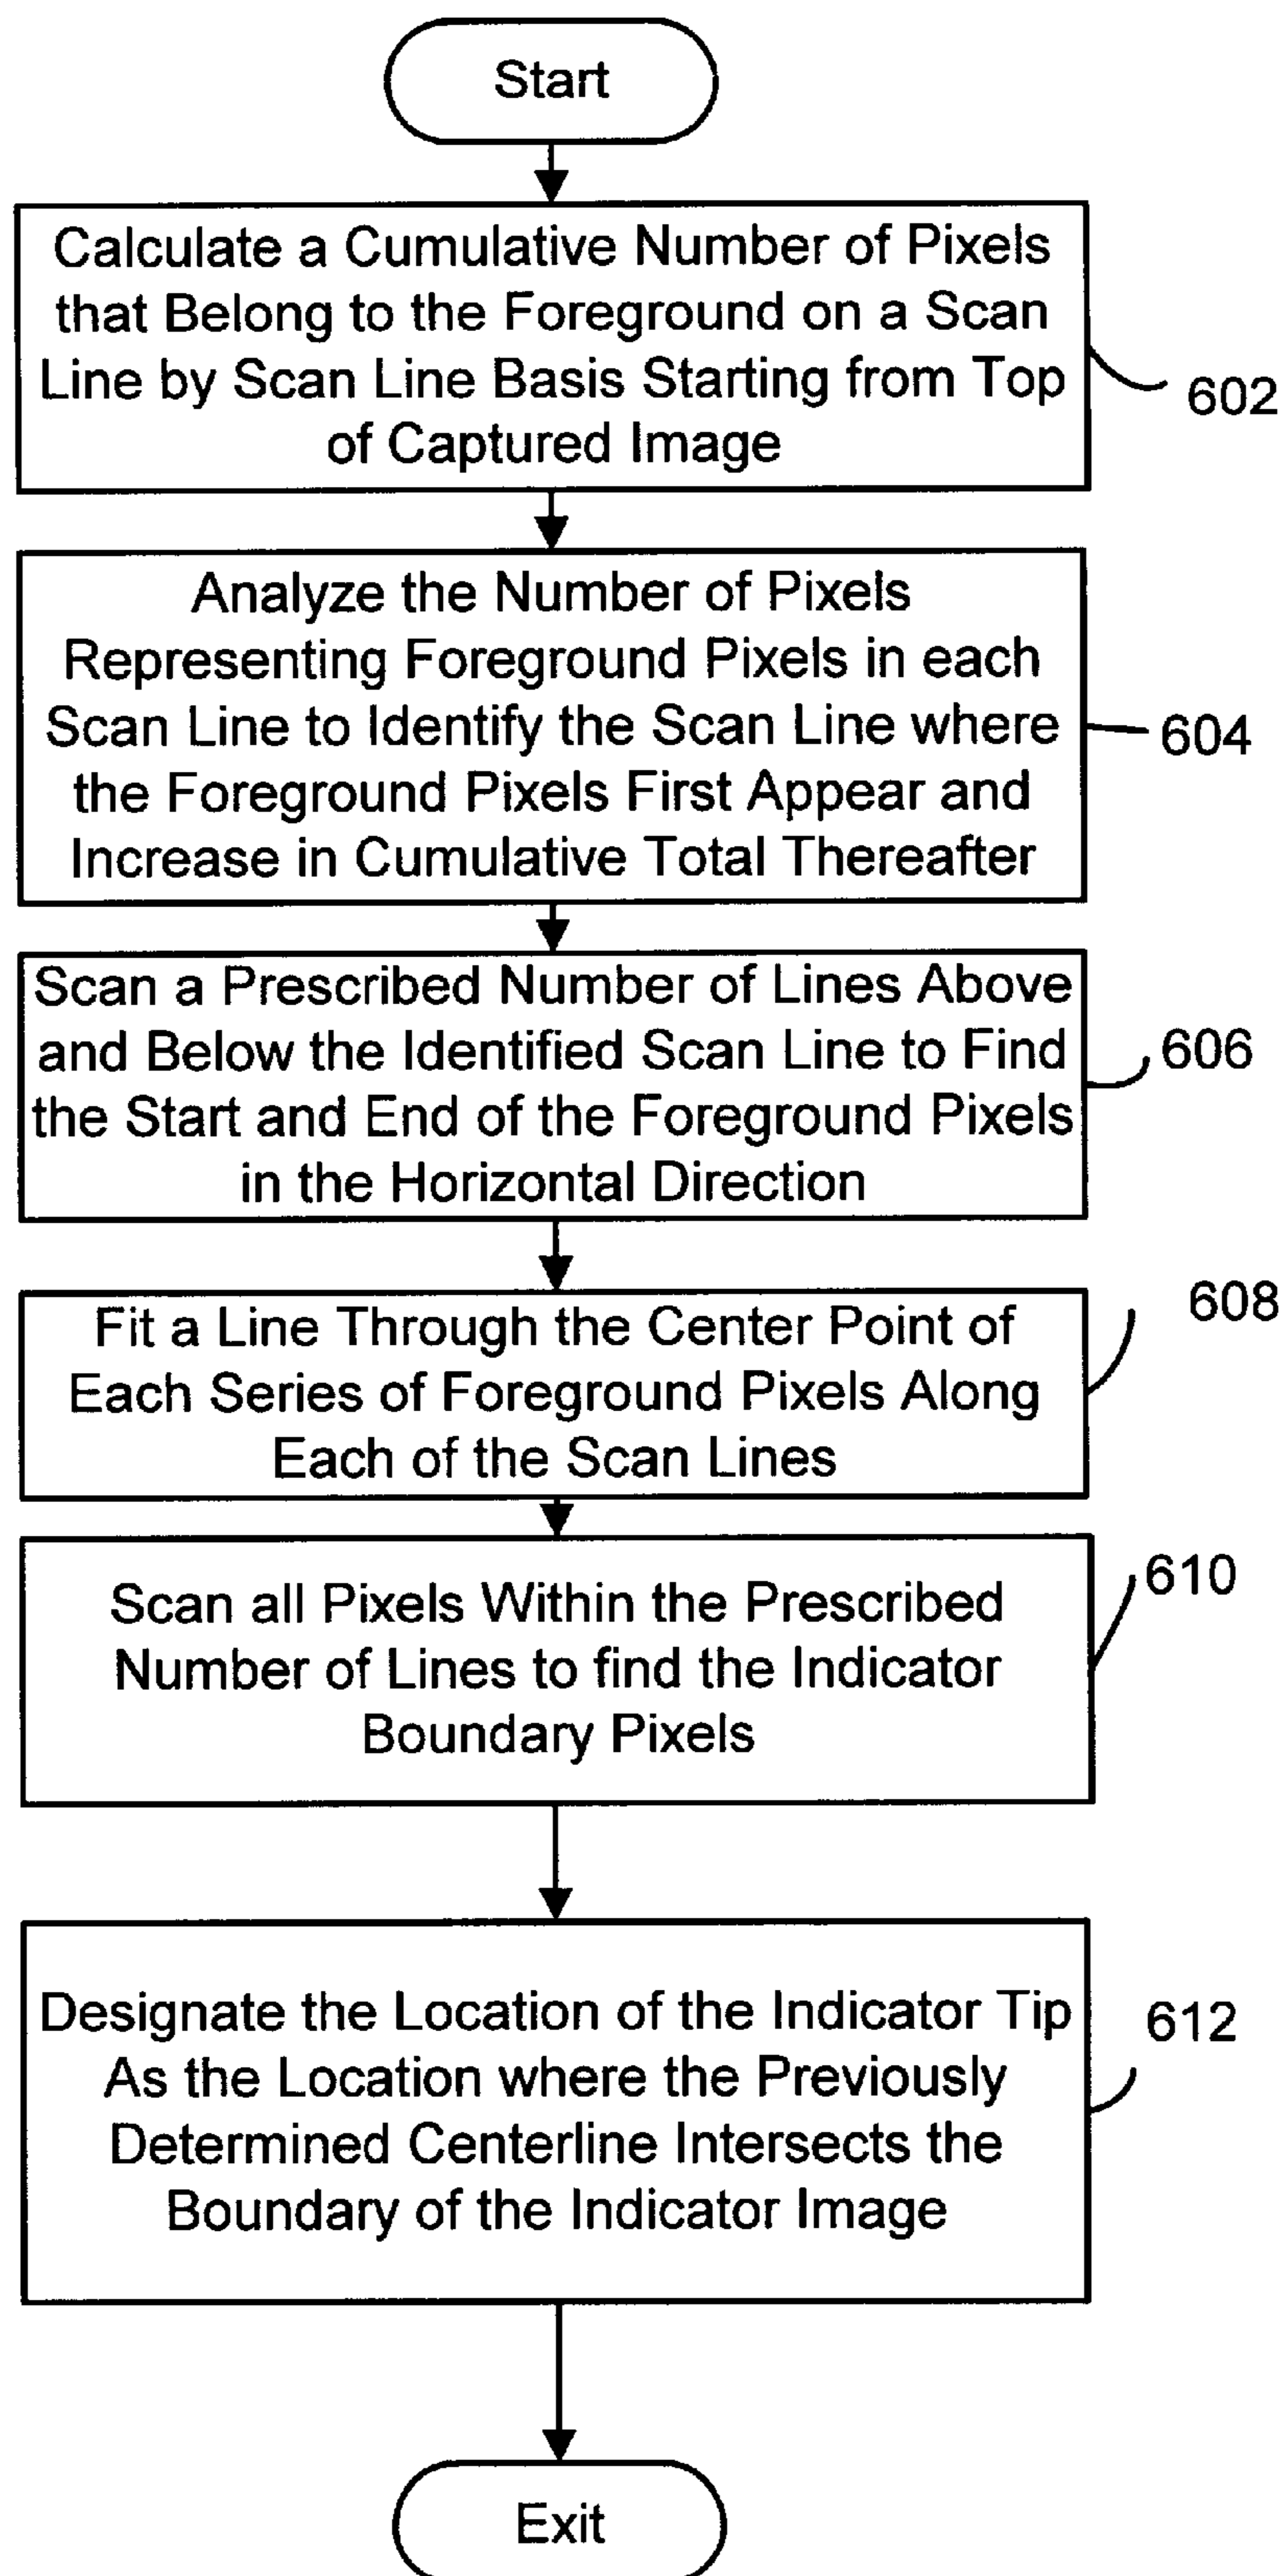 Start
Calculate a Cumulative Number of Pixels
that Belong to the Foreground on a Scan
Line by Scan Line Basis Starting from Top
of Captured Image
602
Analyze the Number of Pixels
Representing Foreground Pixels in each
Scan Line to Identify the Scan Line where
the Foreground Pixels First Appear and
Increase in Cumulative Total Thereafter
604
Scan a Prescribed Number of Lines Above
and Below the Identified Scan Line to Find
the Start and End of the Foreground Pixels
in the Horizontal Direction
606
Fit a Line Through the Center Point of
Each Series of Foreground Pixels Along
Each of the Scan Lines
608
Scan all Pixels Within the Prescribed
Number of Lines to find the Indicator
Boundary Pixels
610
Designate the Location of the Indicator Tip
As the Location where the Previously
Determined Centerline Intersects the
Boundary of the Indicator Image
612
Exit